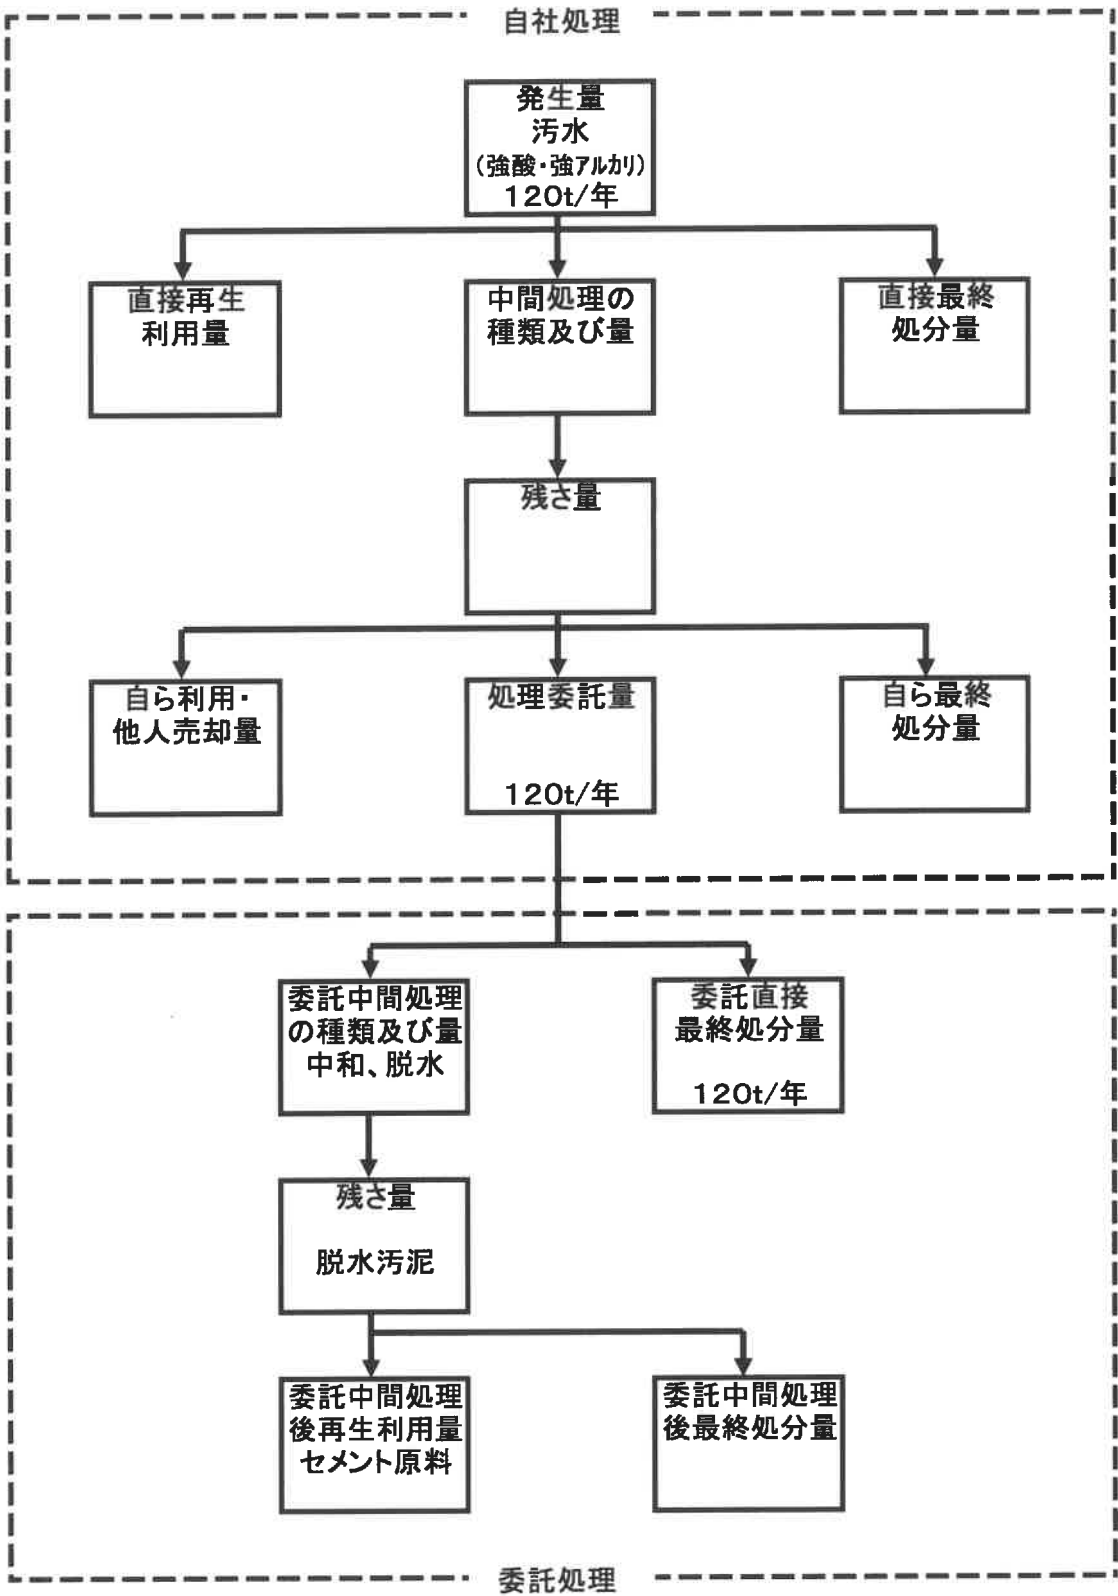 自社処理
発生量
汚水
(強酸・強アルカリ)
120t/年
直接再生
利用量
中間処理の
種類及び量
直接最終
処分量
残さ量
自ら利用・
他人売却量
処理委託量
120t/年
自ら最終
処分量
委託中間処理
の種類及び量
中和、脱水
委託直接
最終処分量
120t/年
残さ量
脱水汚泥
委託中間処理
後再生利用量
セメント原料
委託中間処理
後最終処分量
委託処理